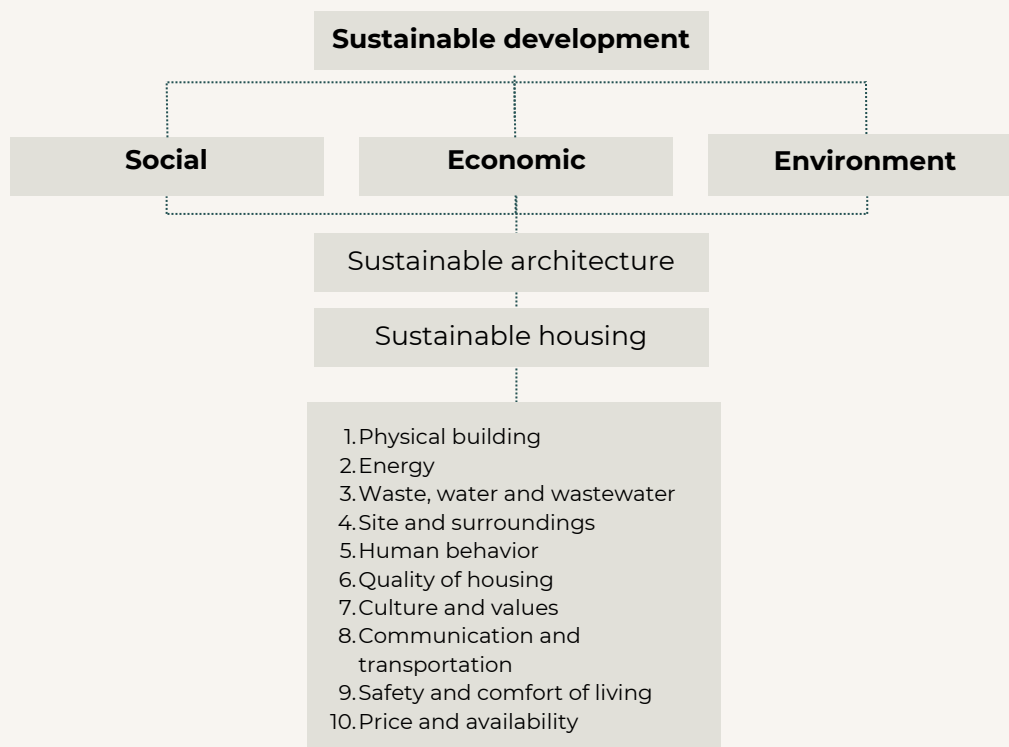 Sustainable development
Social
Economic
Environment
Sustainable architecture
Sustainable housing
1. Physical building
2. Energy
3. Waste, water and wastewater
4. Site and surroundings
5. Human behavior
6. Quality of housing
7. Culture and values
8. Communication and
transportation
9. Safety and comfort of living
10. Price and availability